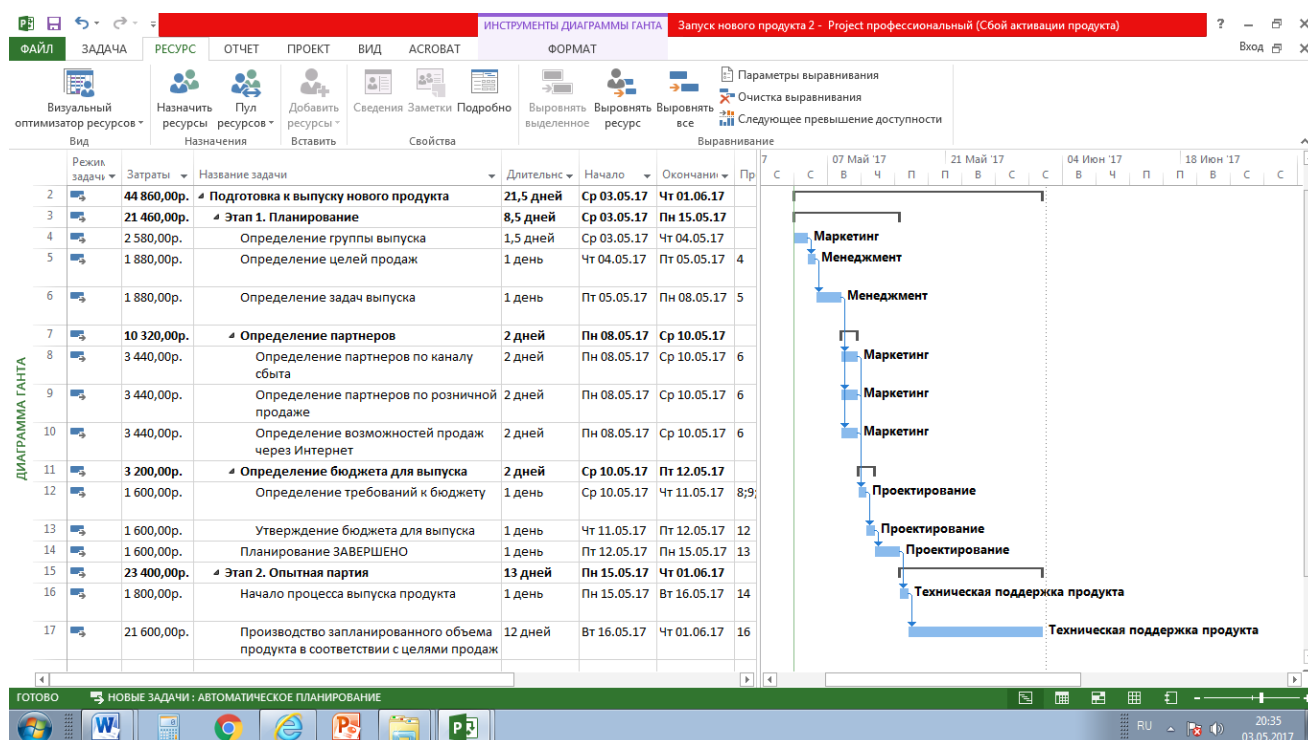 ИНСТРУМЕНТЫ ДИАГРАММЫ ГАНТА Запуск нового продукта 2 - Project профессиональный (Сбой активации продукта) ?
ФАЙЛ ЗАДАЧА РЕСУРС ОТЧЕТ ПРОЕКТ ВИД ACROBAT ФОРМАТ Вход
Визуальный оптимизатор ресурсов
Назначить ресурсы
Пул ресурсов
Добавить ресурсы
Сведения Заметки Подробно
Выровнять выделенное
Выровнять ресурс
Выровнять все
Параметры выравнивания
Очистка выравнивания
Следующее превышение доступности
Вид Назначения Вставить Свойства Выравнивание
Режим задачи Затраты Название задачи Длительнс Начало Окончани Пр
7 07 Май '17 21 Май '17 04 Июн '17 18 Июн '17
С С В Ч П П В С С В Ч П П В С С
2 44 860,00р. Подготовка к выпуску нового продукта 21,5 дней Ср 03.05.17 Чт 01.06.17
3 21 460,00р. Этап 1. Планирование 8,5 дней Ср 03.05.17 Пн 15.05.17
4 2 580,00р. Определение группы выпуска 1,5 дней Ср 03.05.17 Чт 04.05.17 Маркетинг
5 1 880,00р. Определение целей продаж 1 день Чт 04.05.17 Пт 05.05.17 4 Менеджмент
6 1 880,00р. Определение задач выпуска 1 день Пт 05.05.17 Пн 08.05.17 5 Менеджмент
7 10 320,00р. Определение партнеров 2 дней Пн 08.05.17 Ср 10.05.17
8 3 440,00р. Определение партнеров по каналу 2 дней Пн 08.05.17 Ср 10.05.17 6 Маркетинг
сбыта
9 3 440,00р. Определение партнеров по розничной 2 дней Пн 08.05.17 Ср 10.05.17 6 Маркетинг
продаже
10 3 440,00р. Определение возможностей продаж 2 дней Пн 08.05.17 Ср 10.05.17 6 Маркетинг
через Интернет
11 3 200,00р. Определение бюджета для выпуска 2 дней Ср 10.05.17 Пт 12.05.17
12 1 600,00р. Определение требований к бюджету 1 день Ср 10.05.17 Чт 11.05.17 8;9; Проектирование
13 1 600,00р. Утверждение бюджета для выпуска 1 день Чт 11.05.17 Пт 12.05.17 12 Проектирование
14 1 600,00р. Планирование ЗАВЕРШЕНО 1 день Пт 12.05.17 Пн 15.05.17 13 Проектирование
15 23 400,00р. Этап 2. Опытная партия 13 дней Пн 15.05.17 Чт 01.06.17
16 1 800,00р. Начало процесса выпуска продукта 1 день Пн 15.05.17 Вт 16.05.17 14 Техническая поддержка продукта
17 21 600,00р. Производство запланированного объема 12 дней Вт 16.05.17 Чт 01.06.17 16 Техническая поддержка продукта
продукта в соответствии с целями продаж
ДИАГРАММА ГАНТА
ГОТОВО НОВЫЕ ЗАДАЧИ : АВТОМАТИЧЕСКОЕ ПЛАНИРОВАНИЕ
RU 20:35
03.05.2017